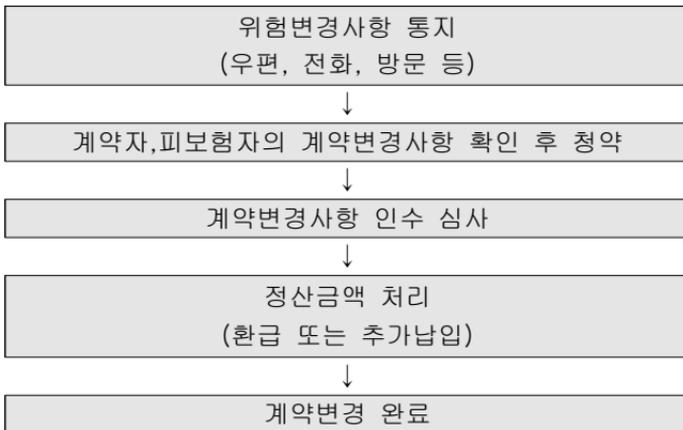 위험변경사항 통지
(우편, 전화, 방문 등)
↓
계약자,피보험자의 계약변경사항 확인 후 청약
↓
계약변경사항 인수 심사
↓
정산금액 처리
(환급 또는 추가납입)
↓
계약변경 완료